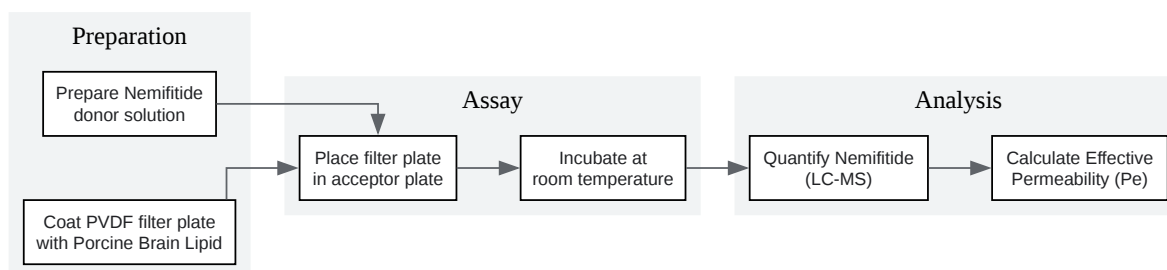 Preparation
Prepare Nemifitide
donor solution
Coat PVDF filter plate
with Porcine Brain Lipid
Assay
Place filter plate
in acceptor plate
Incubate at
room temperature
Analysis
Quantify Nemifitide
(LC-MS)
Calculate Effective
Permeability (Pe)